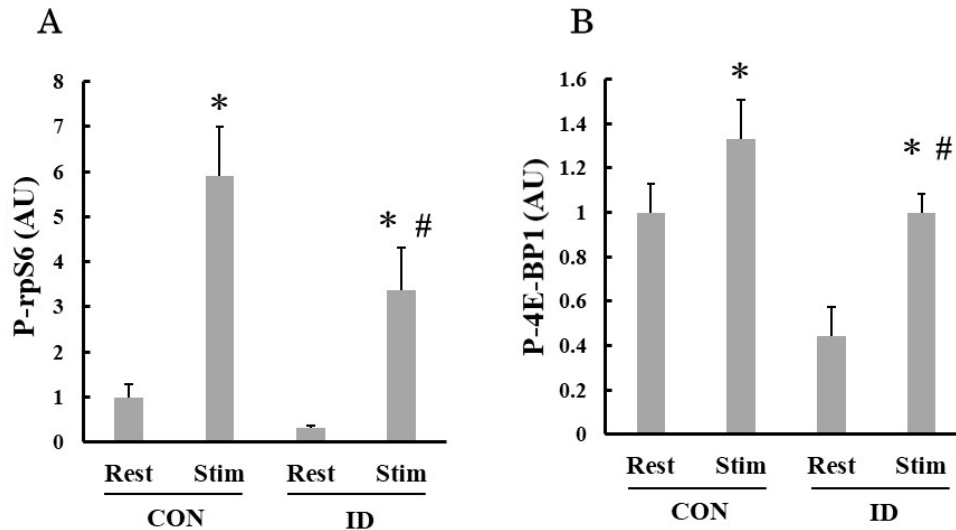 A
P-rpS6 (AU)
8
7
6
5
4
3
2
1
0
*
* #
Rest Stim Rest Stim
CON ID
B
P-4E-BP1 (AU)
1.6
1.4
1.2
1
0.8
0.6
0.4
0.2
0
*
* #
Rest Stim Rest Stim
CON ID